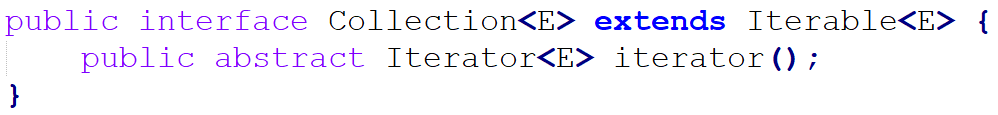 public interface Collection<E> extends Iterable<E> {
    public abstract Iterator<E> iterator();
}